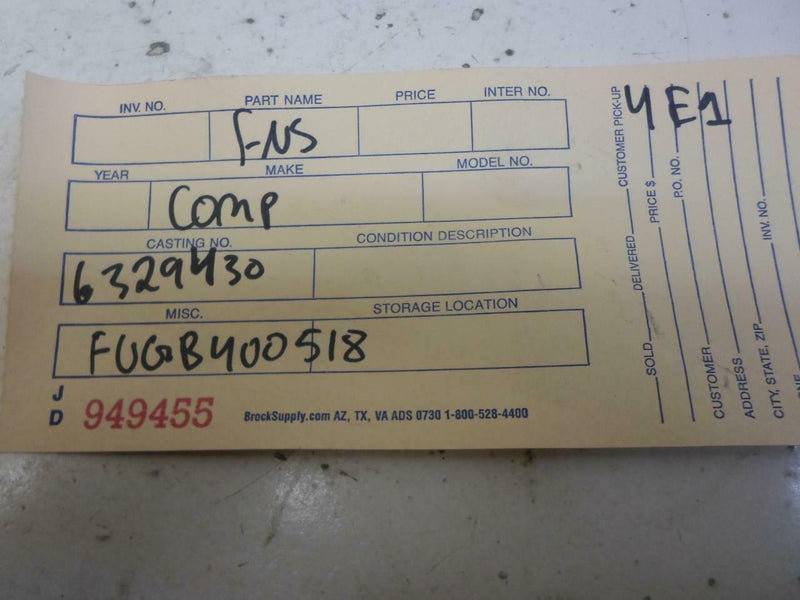 INV. NO. PART NAME PRICE INTER NO.
F-NS
YEAR MAKE MODEL NO.
Comp
CASTING NO. CONDITION DESCRIPTION
6329430
MISC. STORAGE LOCATION
FUGB400518
J
D 949455 BrockSupply.com AZ, TX, VA ADS 0730 1-800-528-4400
4E1
SOLD DELIVERED CUSTOMER PICK-UP
PRICE $
P.O. NO.
CUSTOMER
ADDRESS
CITY, STATE, ZIP INV. NO.